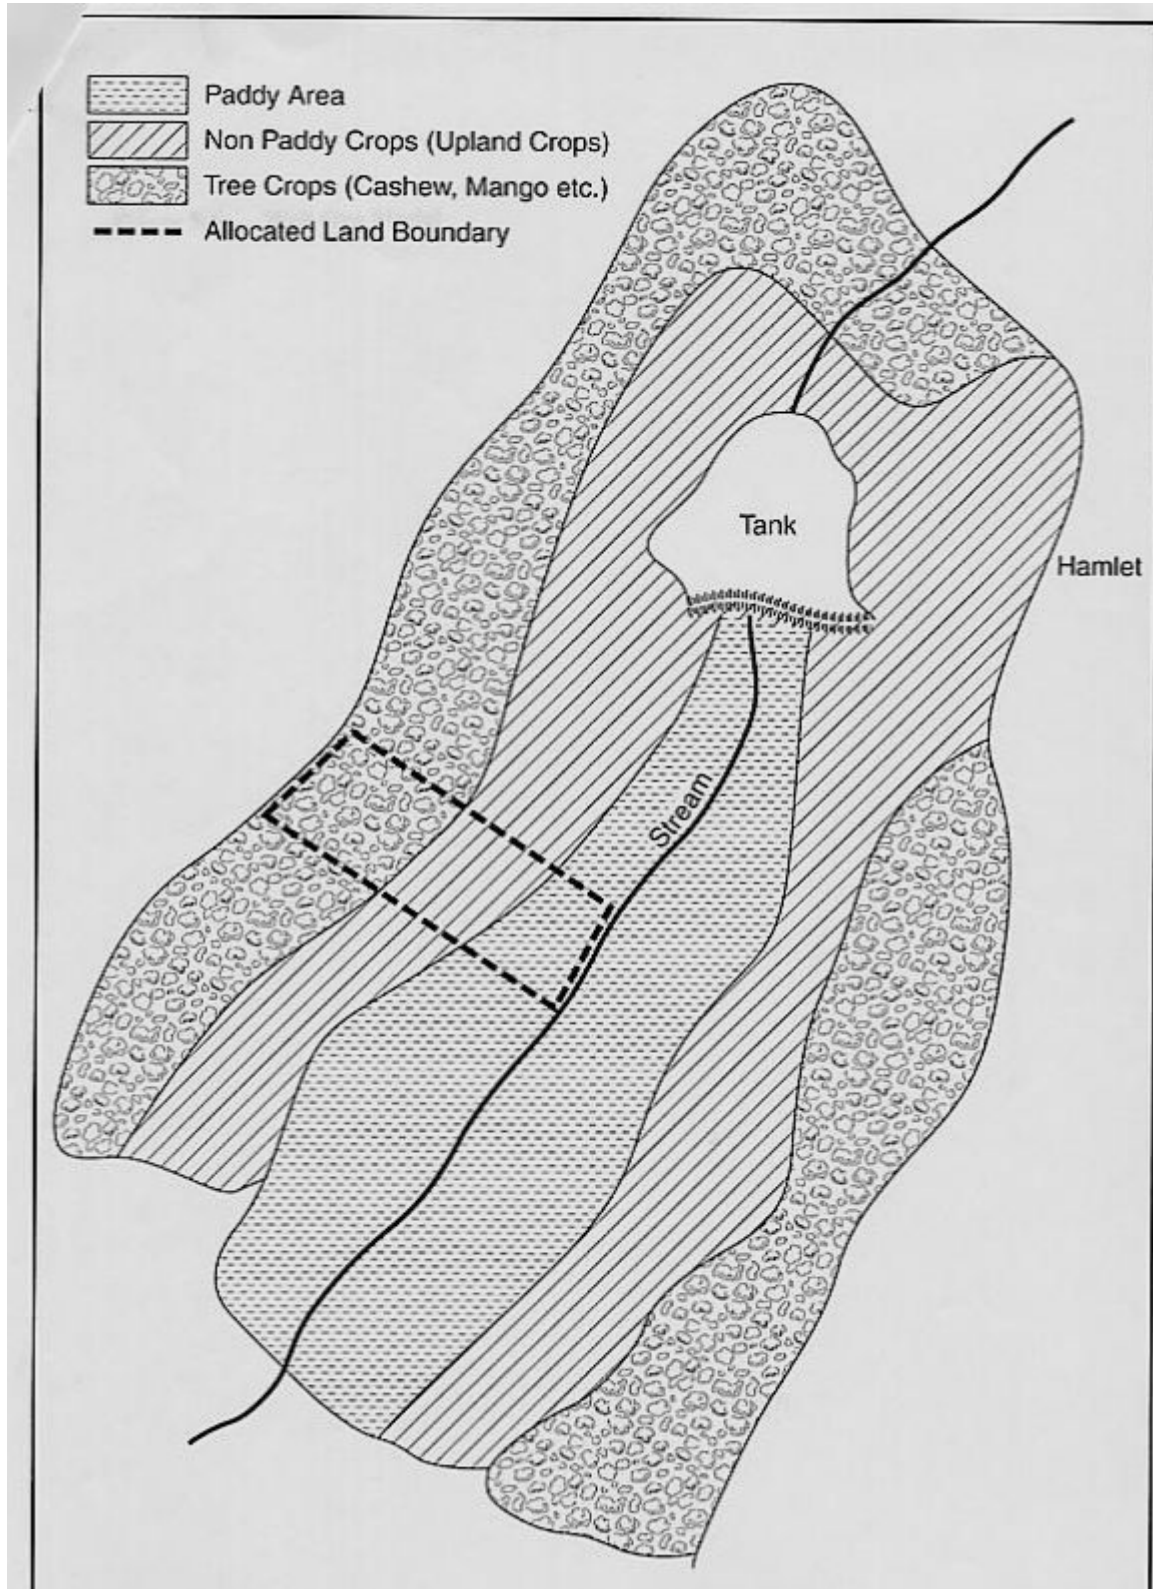 Paddy Area
Non Paddy Crops (Upland Crops)
Tree Crops (Cashew, Mango etc.)
Allocated Land Boundary
Tank
Hamlet
Stream